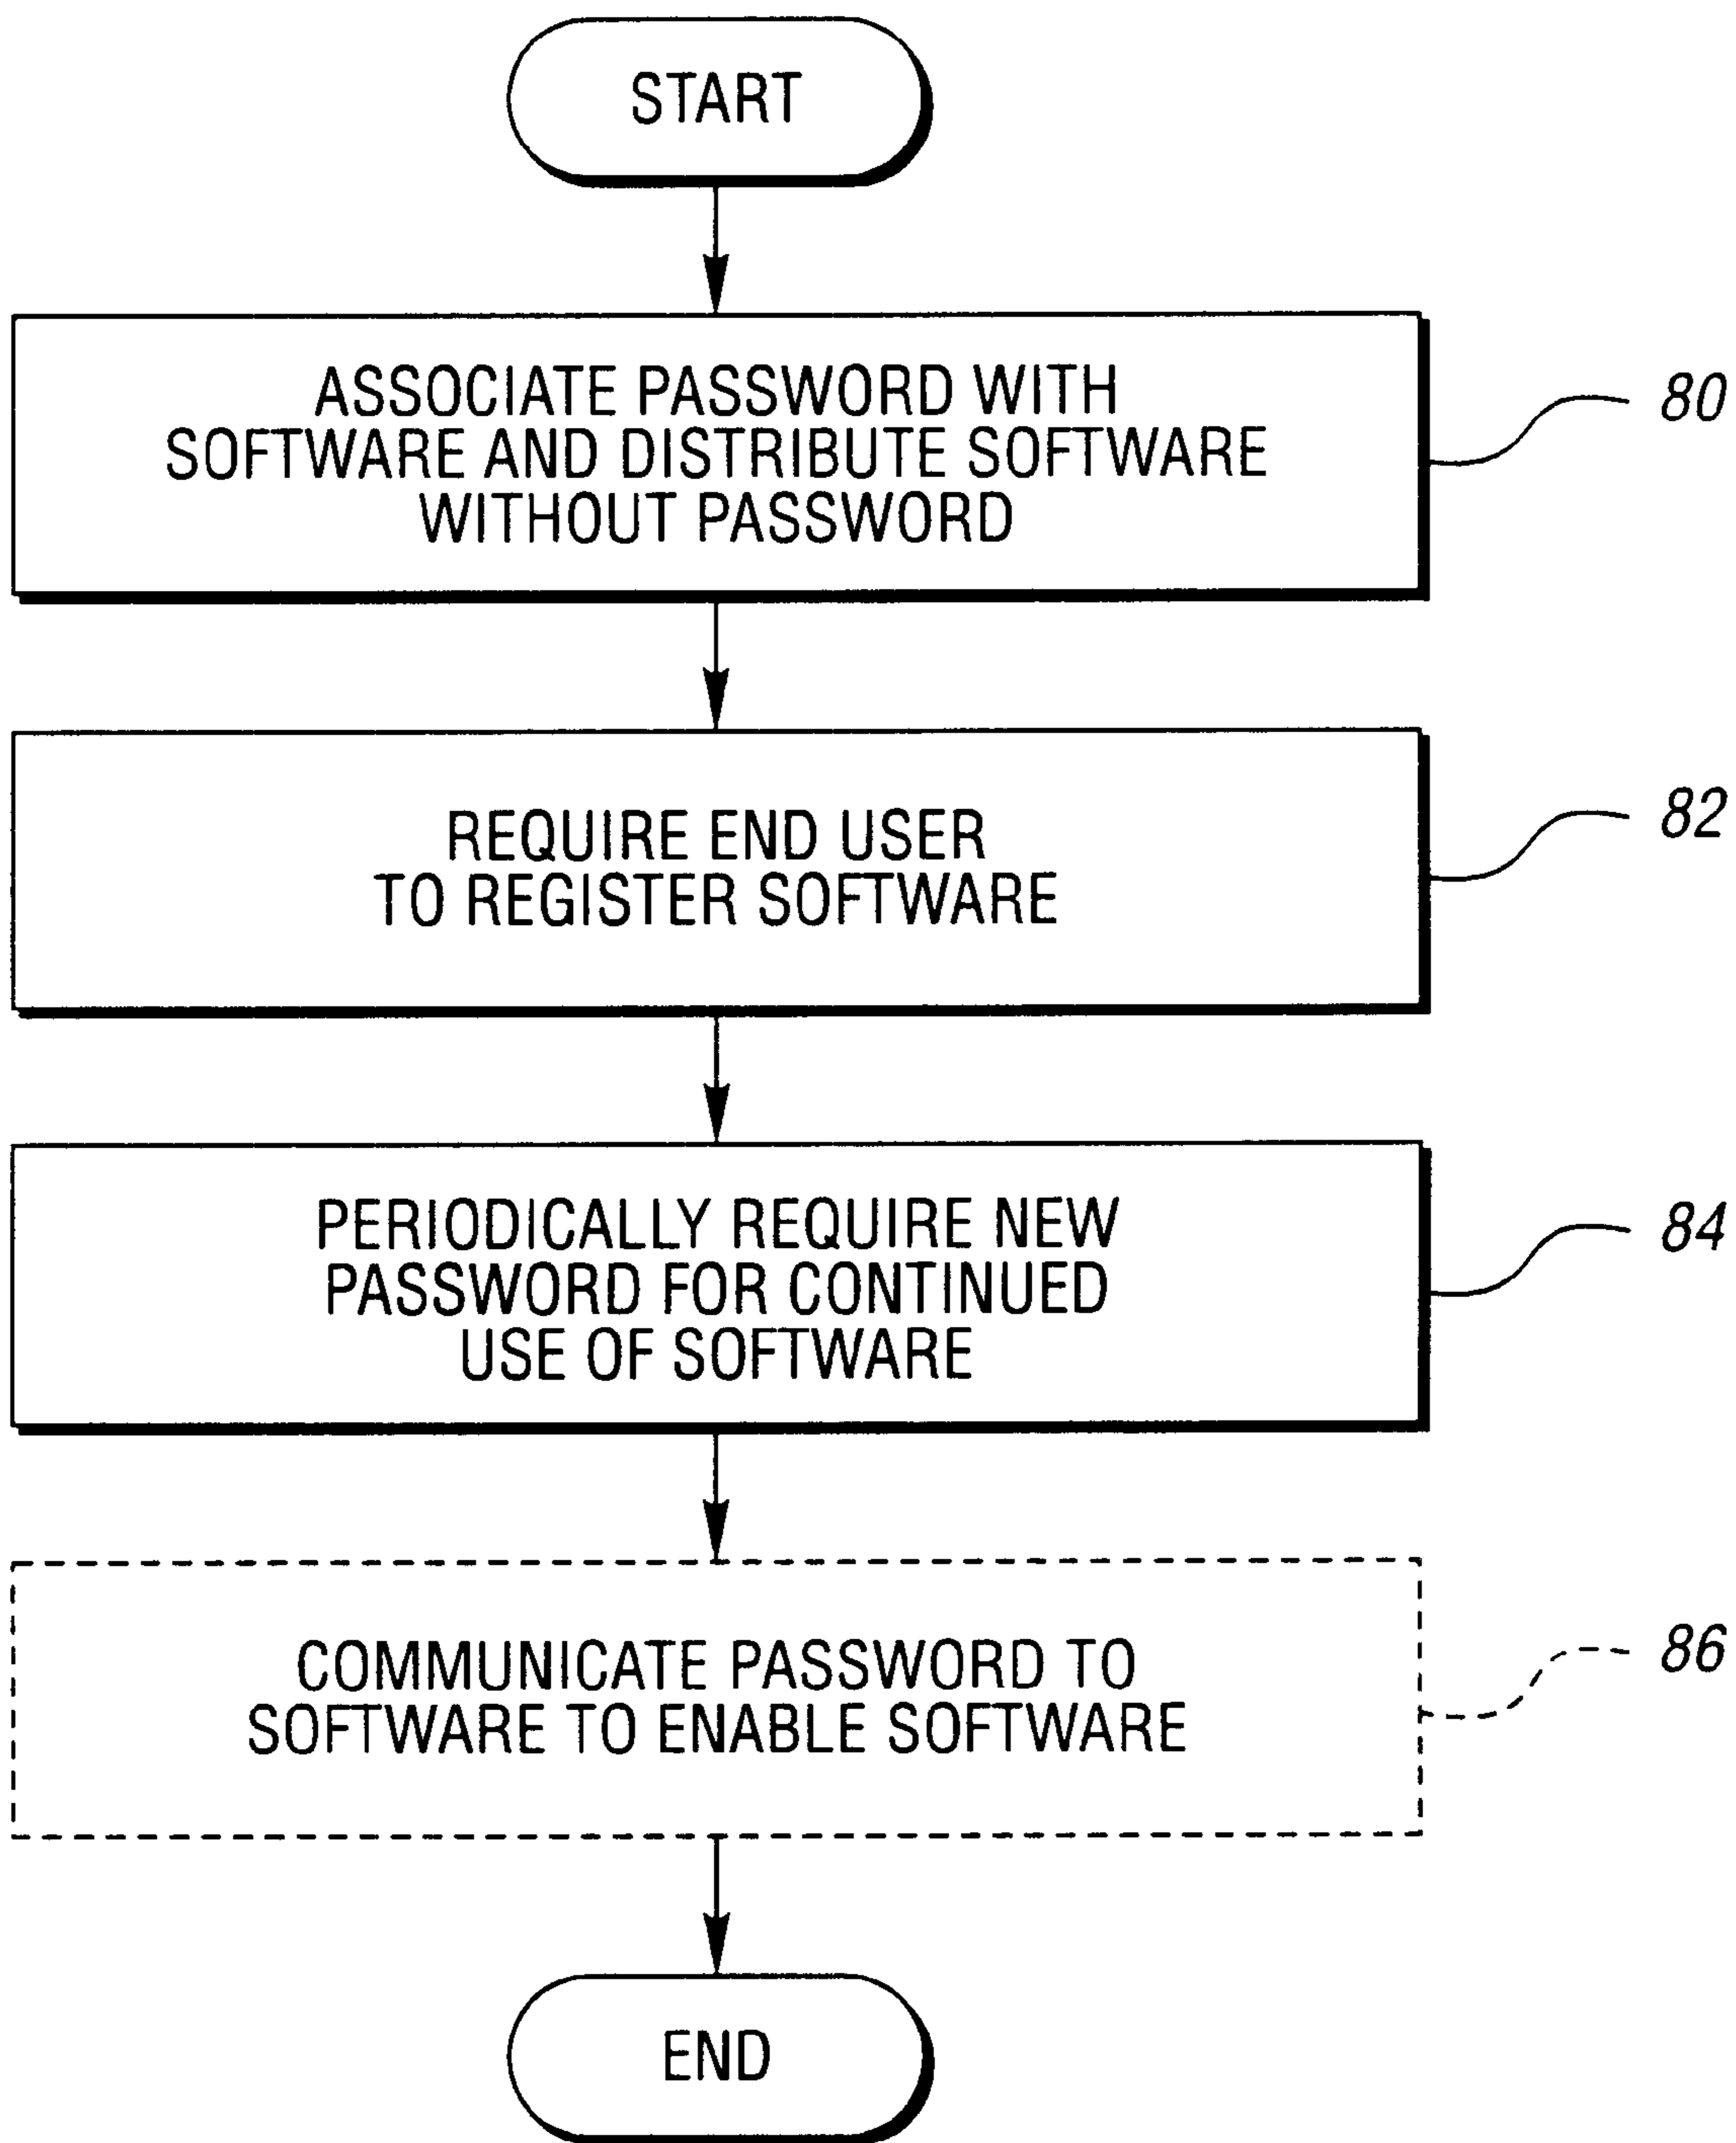 START
ASSOCIATE PASSWORD WITH
SOFTWARE AND DISTRIBUTE SOFTWARE
WITHOUT PASSWORD
80
REQUIRE END USER
TO REGISTER SOFTWARE
82
PERIODICALLY REQUIRE NEW
PASSWORD FOR CONTINUED
USE OF SOFTWARE
84
COMMUNICATE PASSWORD TO
SOFTWARE TO ENABLE SOFTWARE
86
END